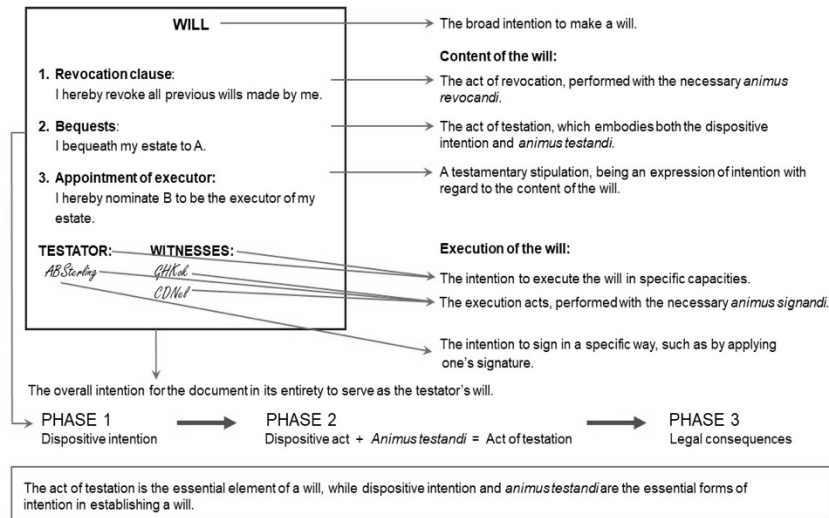 WILL
The broad intention to make a will.
Content of the will:
1. Revocation clause:
I hereby revoke all previous wills made by me.
The act of revocation, performed with the necessary animus
revocandi.
2. Bequests:
I bequeath my estate to A.
The act of testation, which embodies both the dispositive
intention and animus testandi.
3. Appointment of executor:
I hereby nominate B to be the executor of my
estate.
A testamentary stipulation, being an expression of intention with
regard to the content of the will.
TESTATOR: WITNESSES:
ABSterling GHKok
CDNel
Execution of the will:
The intention to execute the will in specific capacities.
The execution acts, performed with the necessary animus signandi.
The intention to sign in a specific way, such as by applying
one's signature.
The overall intention for the document in its entirety to serve as the testator's will.
PHASE 1 PHASE 2 PHASE 3
Dispositive intention Dispositive act + Animus testandi = Act of testation Legal consequences
The act of testation is the essential element of a will, while dispositive intention and animus testandi are the essential forms of
intention in establishing a will.